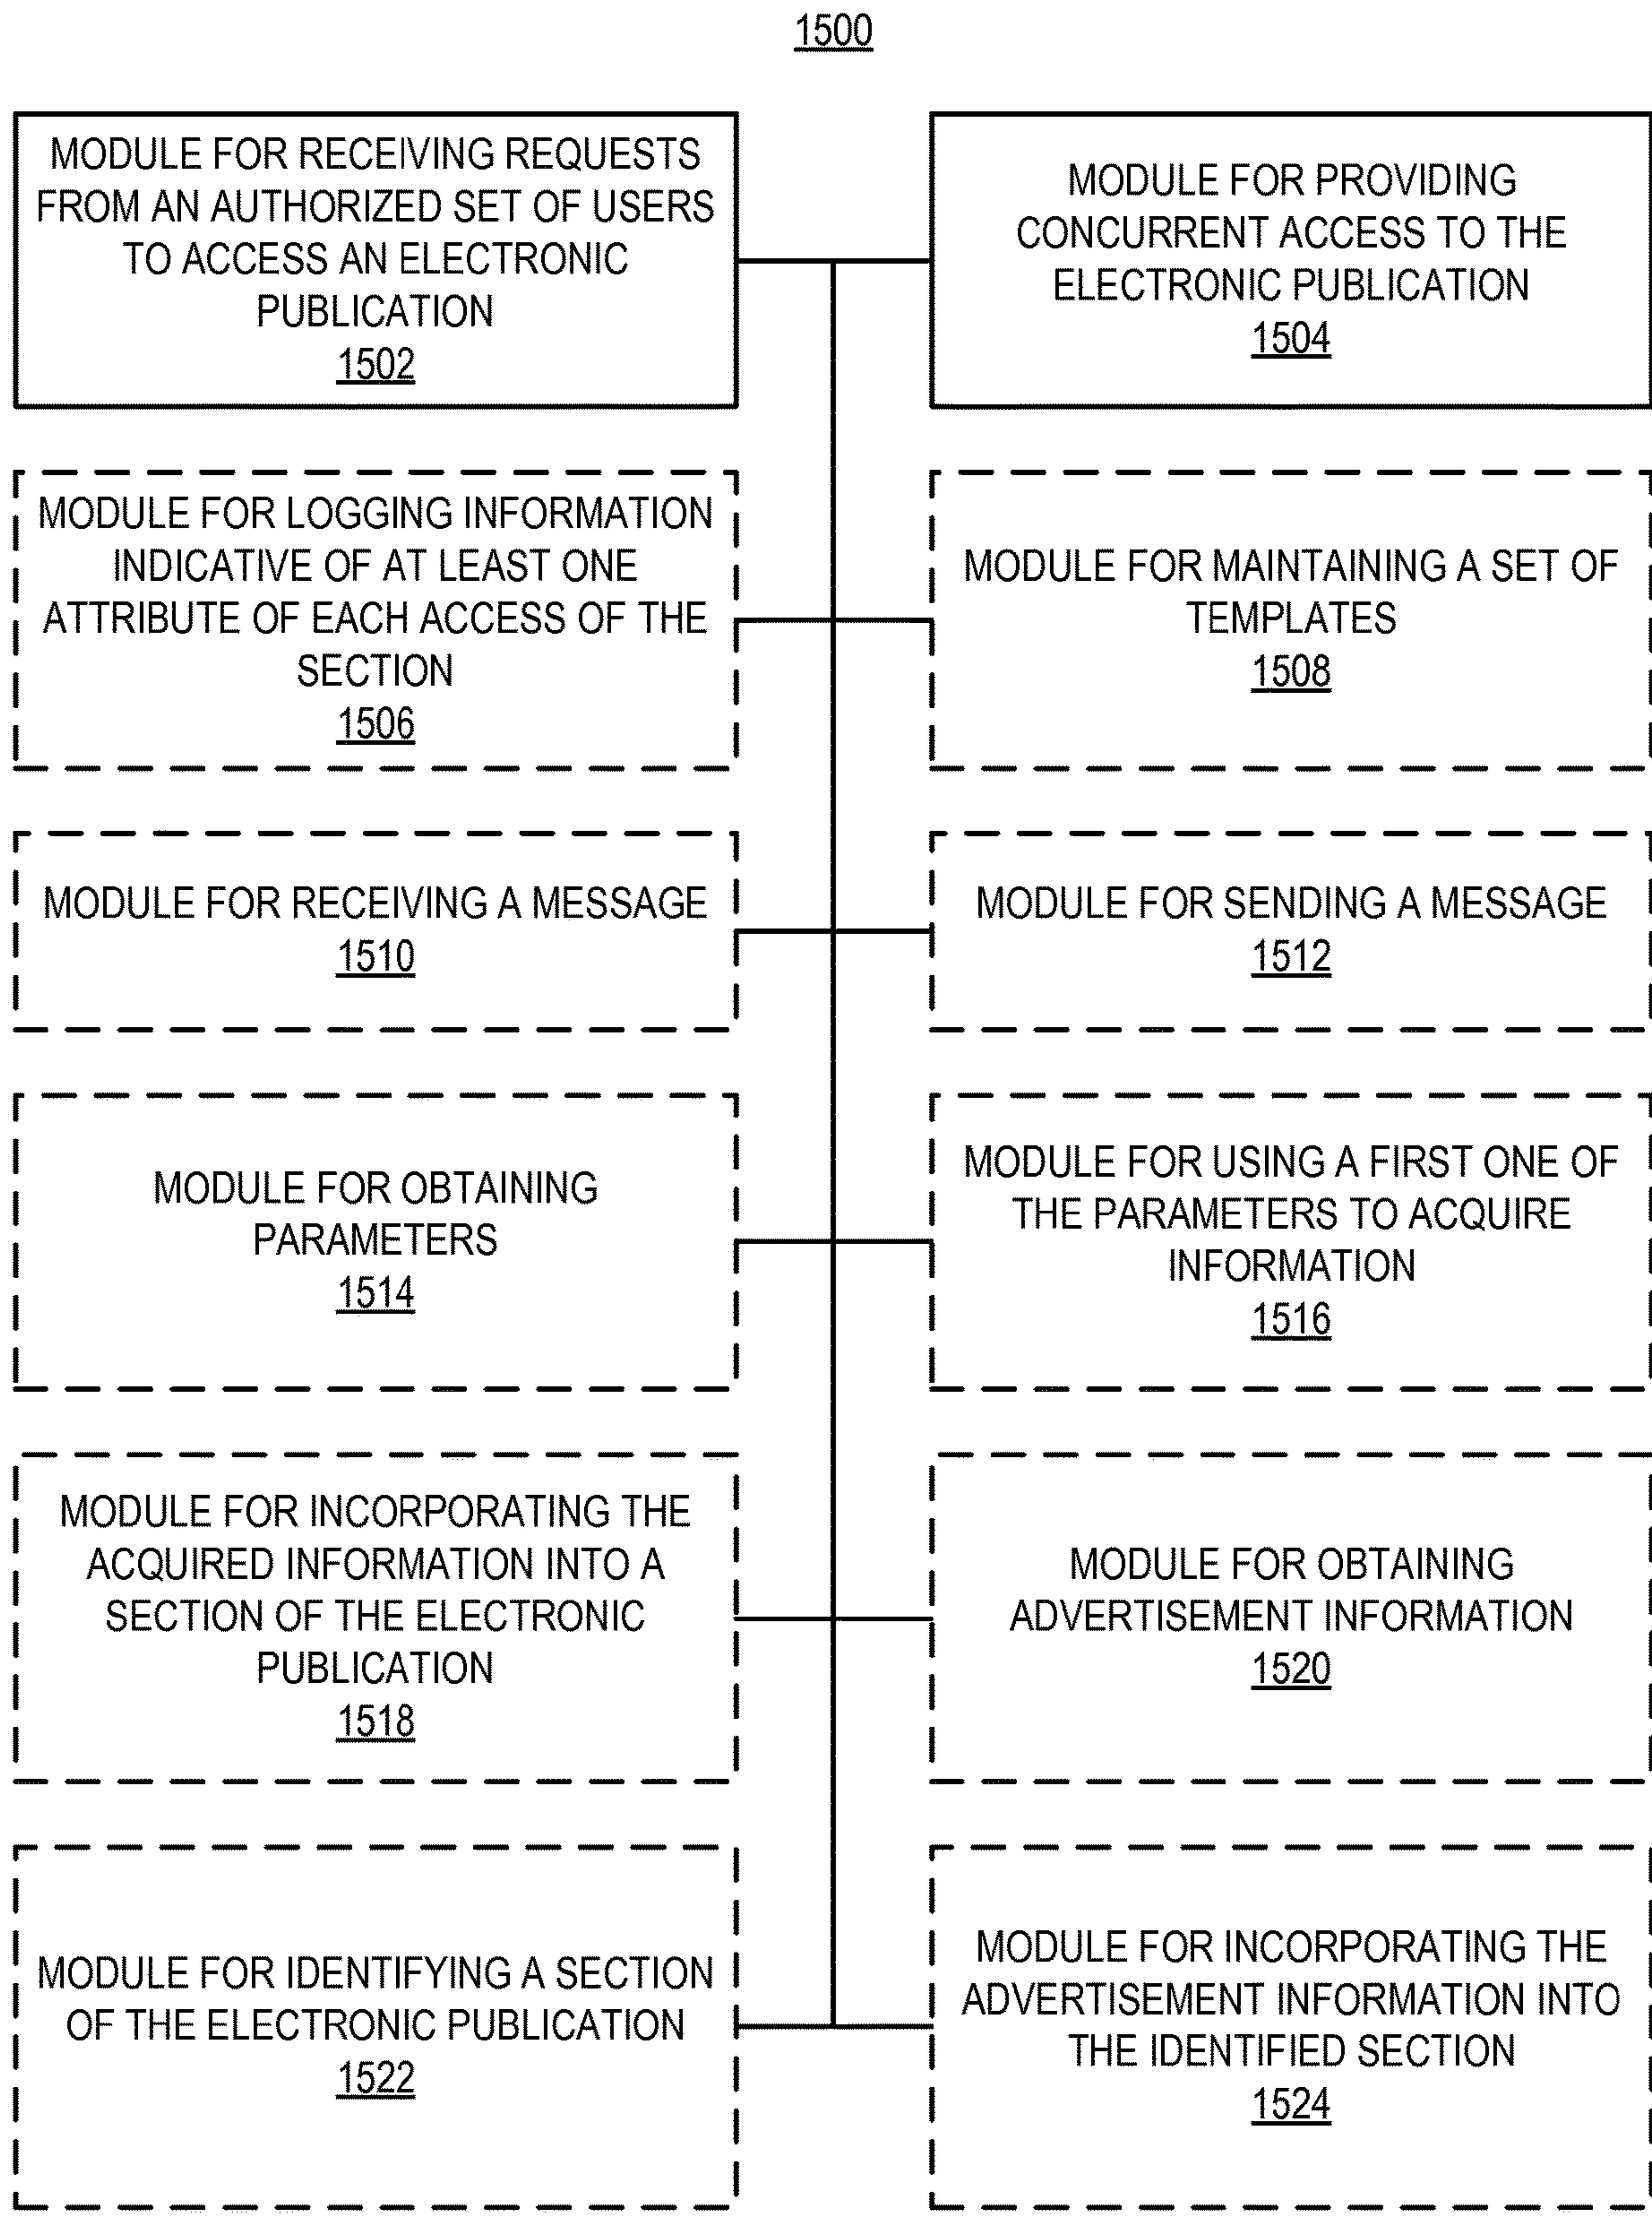 1500
MODULE FOR RECEIVING REQUESTS
FROM AN AUTHORIZED SET OF USERS
TO ACCESS AN ELECTRONIC
PUBLICATION
1502
MODULE FOR PROVIDING
CONCURRENT ACCESS TO THE
ELECTRONIC PUBLICATION
1504
MODULE FOR LOGGING INFORMATION
INDICATIVE OF AT LEAST ONE
ATTRIBUTE OF EACH ACCESS OF THE
SECTION
1506
MODULE FOR MAINTAINING A SET OF
TEMPLATES
1508
MODULE FOR RECEIVING A MESSAGE
1510
MODULE FOR SENDING A MESSAGE
1512
MODULE FOR OBTAINING
PARAMETERS
1514
MODULE FOR USING A FIRST ONE OF
THE PARAMETERS TO ACQUIRE
INFORMATION
1516
MODULE FOR INCORPORATING THE
ACQUIRED INFORMATION INTO A
SECTION OF THE ELECTRONIC
PUBLICATION
1518
MODULE FOR OBTAINING
ADVERTISEMENT INFORMATION
1520
MODULE FOR IDENTIFYING A SECTION
OF THE ELECTRONIC PUBLICATION
1522
MODULE FOR INCORPORATING THE
ADVERTISEMENT INFORMATION INTO
THE IDENTIFIED SECTION
1524